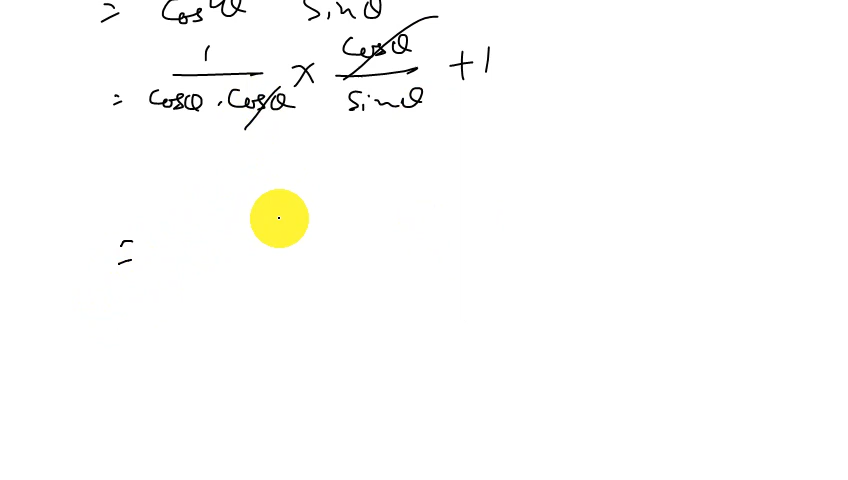 = cos²θ sinθ
= 1/(cosθ . cosθ) × cosθ/sinθ + 1
=